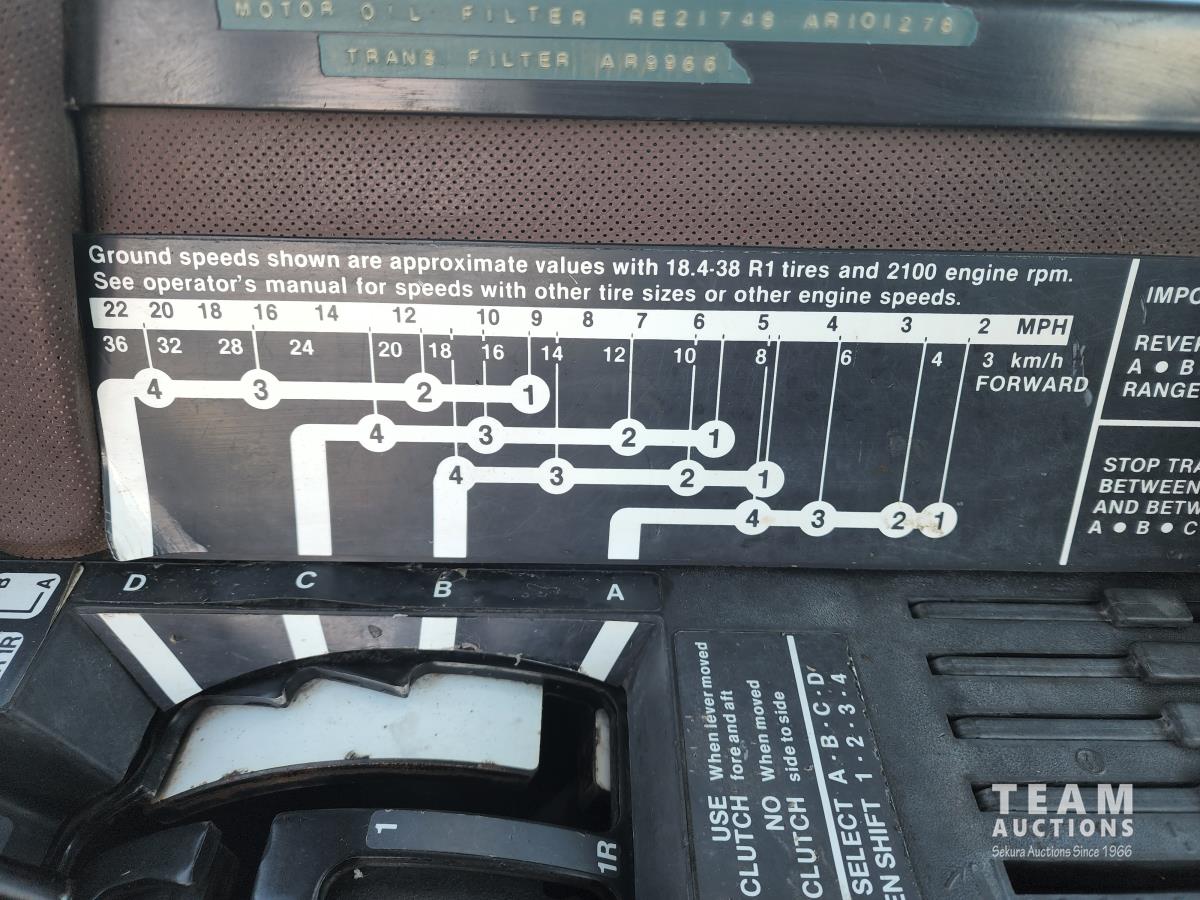 MOTOR OIL FILTER RE21748 AR101278
TRANS FILTER AR9966
Ground speeds shown are approximate values with 18.4-38 R1 tires and 2100 engine rpm.
See operator's manual for speeds with other tire sizes or other engine speeds.
22 20 18 16 14 12 10 9 8 7 6 5 4 3 2 MPH
36 32 28 24 20 18 16 14 12 10 8 6 4 3 km/h
FORWARD
4 3 2 1
4 3 2 1
4 3 2 1
4 3 2 1
D C B A
REVER
A • B
RANGE
STOP TRA
BETWEEN
AND BETW
A • B • C
B
A
1R
USE CLUTCH
When lever moved
fore and aft
NO CLUTCH
When moved
side to side
SELECT A·B·C·D
SHIFT 1·2·3·4
1
1R
TEAM
AUCTIONS
Sekura Auctions Since 1966